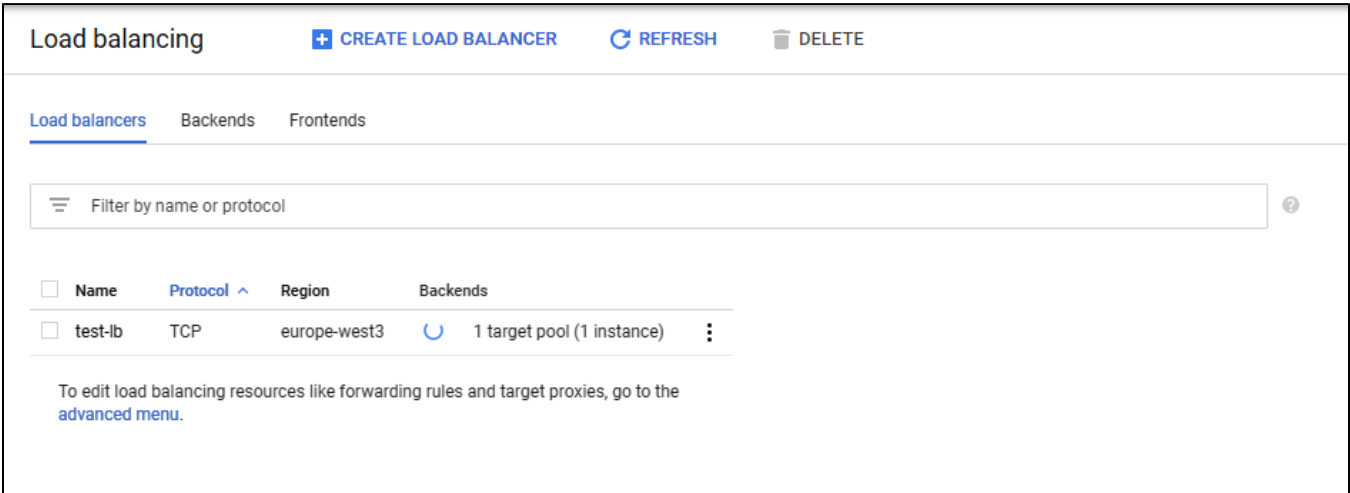 Load balancing CREATE LOAD BALANCER REFRESH DELETE
Load balancers Backends Frontends
Filter by name or protocol
Name Protocol Region Backends
test-lb TCP europe-west3 1 target pool (1 instance)
To edit load balancing resources like forwarding rules and target proxies, go to the
advanced menu.